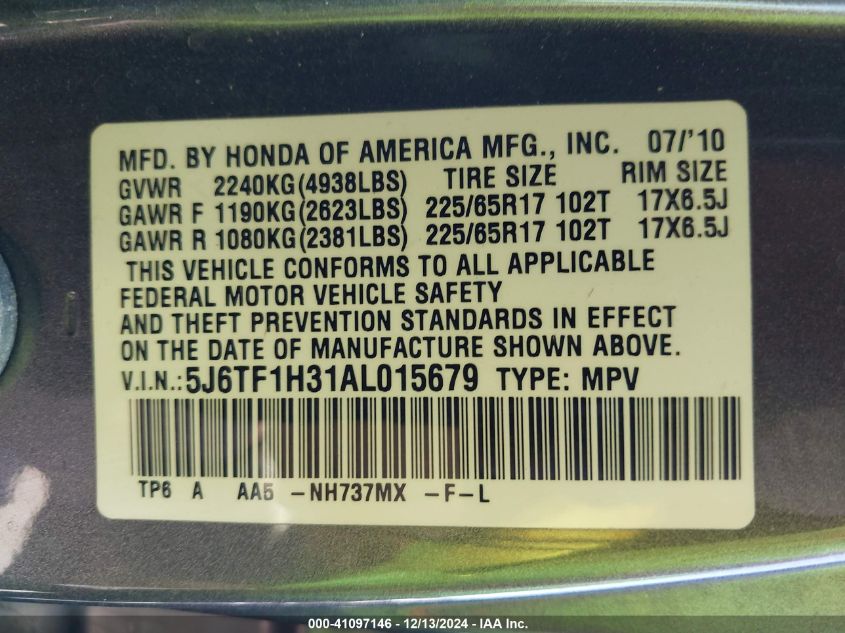 MFD. BY HONDA OF AMERICA MFG., INC. 07/'10
GVWR 2240KG(4938LBS) TIRE SIZE RIM SIZE
GAWR F 1190KG(2623LBS) 225/65R17 102T 17X6.5J
GAWR R 1080KG(2381LBS) 225/65R17 102T 17X6.5J
THIS VEHICLE CONFORMS TO ALL APPLICABLE
FEDERAL MOTOR VEHICLE SAFETY
AND THEFT PREVENTION STANDARDS IN EFFECT
ON THE DATE OF MANUFACTURE SHOWN ABOVE.
V.I.N.: 5J6TF1H31AL015679 TYPE: MPV
TP6 A AA5 -NH737MX -F-L
000-41097146 - 12/13/2024 - IAA Inc.